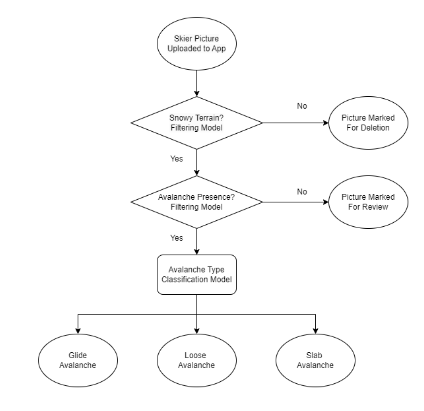 Skier Picture
Uploaded to App
Snowy Terrain?
Filtering Model
No
Picture Marked
For Deletion
Yes
Avalanche Presence?
Filtering Model
No
Picture Marked
For Review
Yes
Avalanche Type
Classification Model
Glide
Avalanche
Loose
Avalanche
Slab
Avalanche